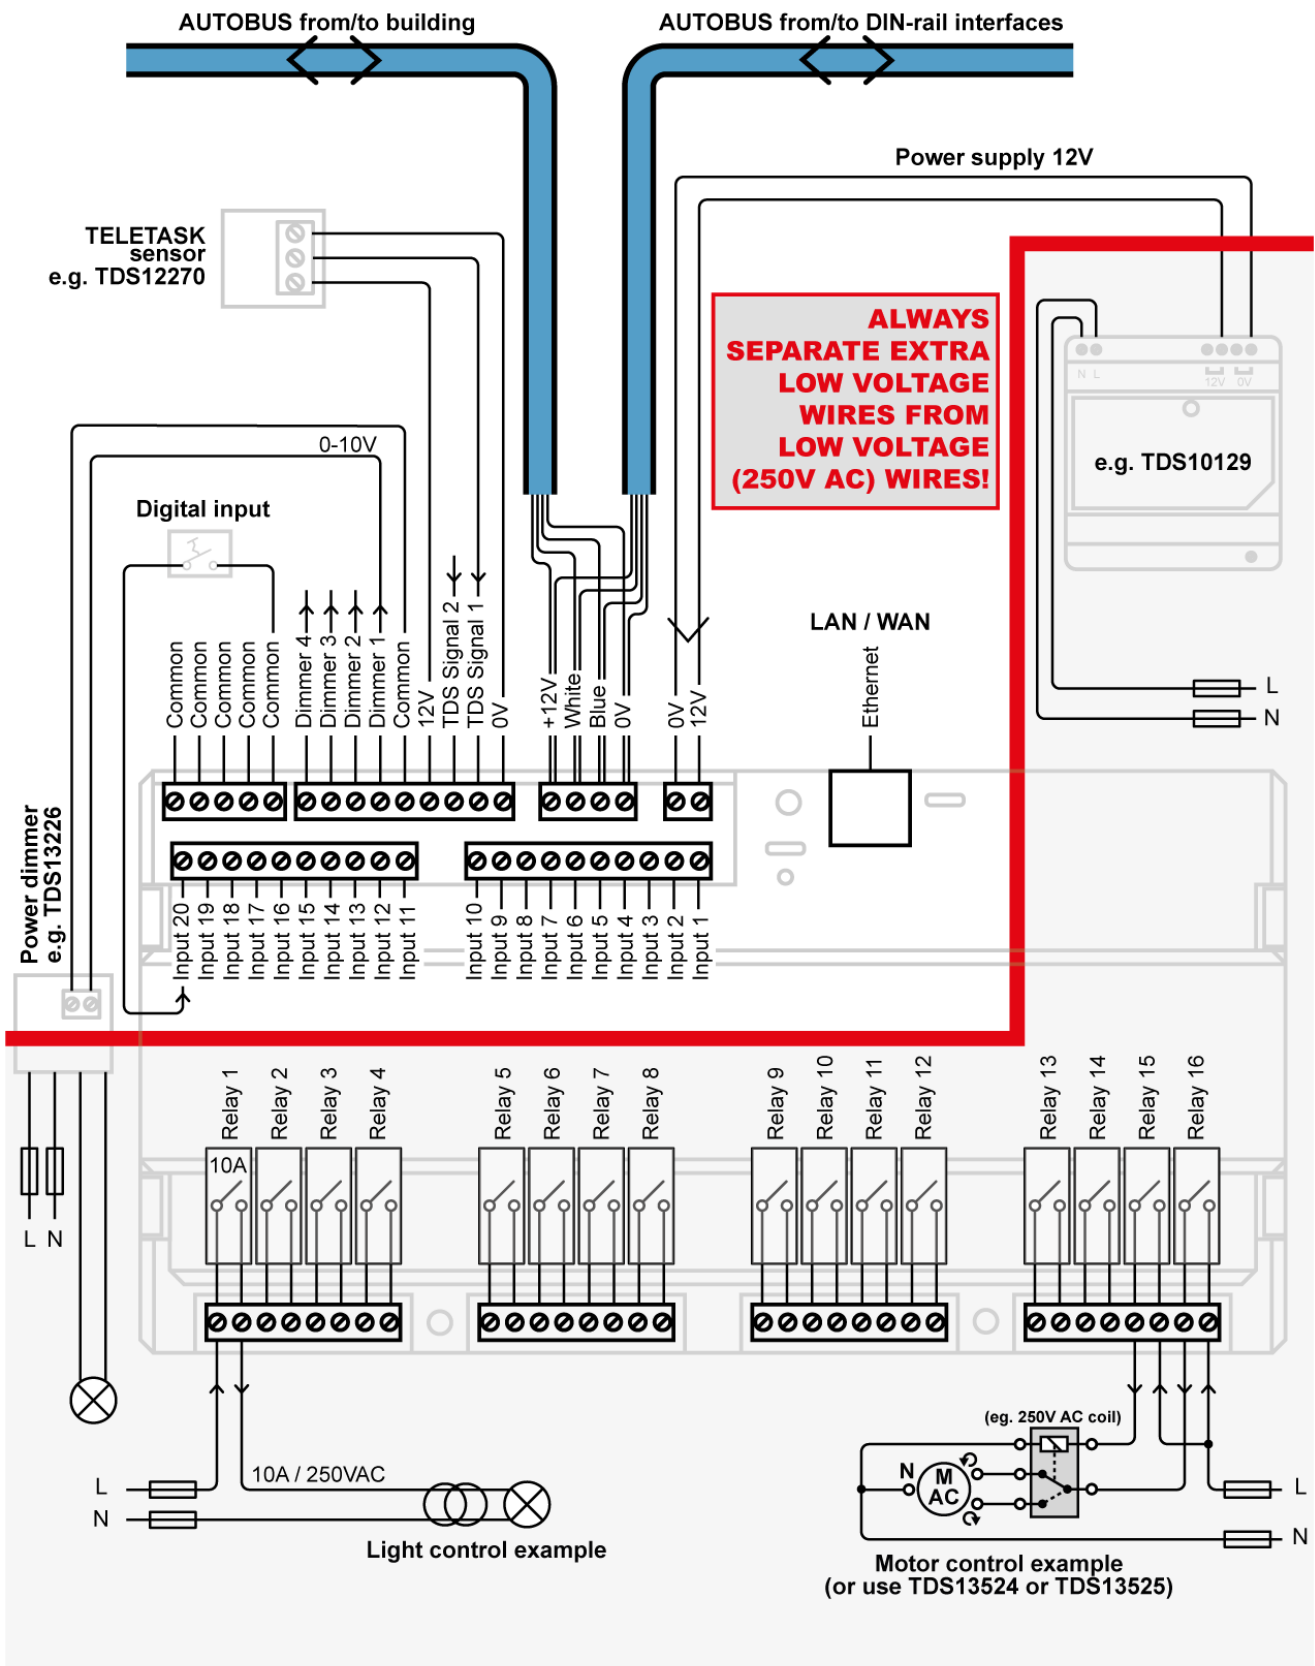 AUTOBUS from/to building
AUTOBUS from/to DIN-rail interfaces
Power supply 12V
TELETASK
sensor
e.g. TDS12270
ALWAYS
SEPARATE EXTRA
LOW VOLTAGE
WIRES FROM
LOW VOLTAGE
(250V AC) WIRES!
N L
12V 0V
e.g. TDS10129
0-10V
Digital input
LAN / WAN
Ethernet
L
N
Common
Common
Common
Common
Common
Dimmer 4
Dimmer 3
Dimmer 2
Dimmer 1
Common
12V
TDS Signal 2
TDS Signal 1
0V
+12V
White
Blue
0V
0V
12V
Power dimmer
e.g. TDS13226
Input 20
Input 19
Input 18
Input 17
Input 16
Input 15
Input 14
Input 13
Input 12
Input 11
Input 10
Input 9
Input 8
Input 7
Input 6
Input 5
Input 4
Input 3
Input 2
Input 1
Relay 1
Relay 2
Relay 3
Relay 4
Relay 5
Relay 6
Relay 7
Relay 8
Relay 9
Relay 10
Relay 11
Relay 12
Relay 13
Relay 14
Relay 15
Relay 16
10A
L N
L
N
10A / 250VAC
Light control example
(eg. 250V AC coil)
N
M
AC
L
N
Motor control example
(or use TDS13524 or TDS13525)